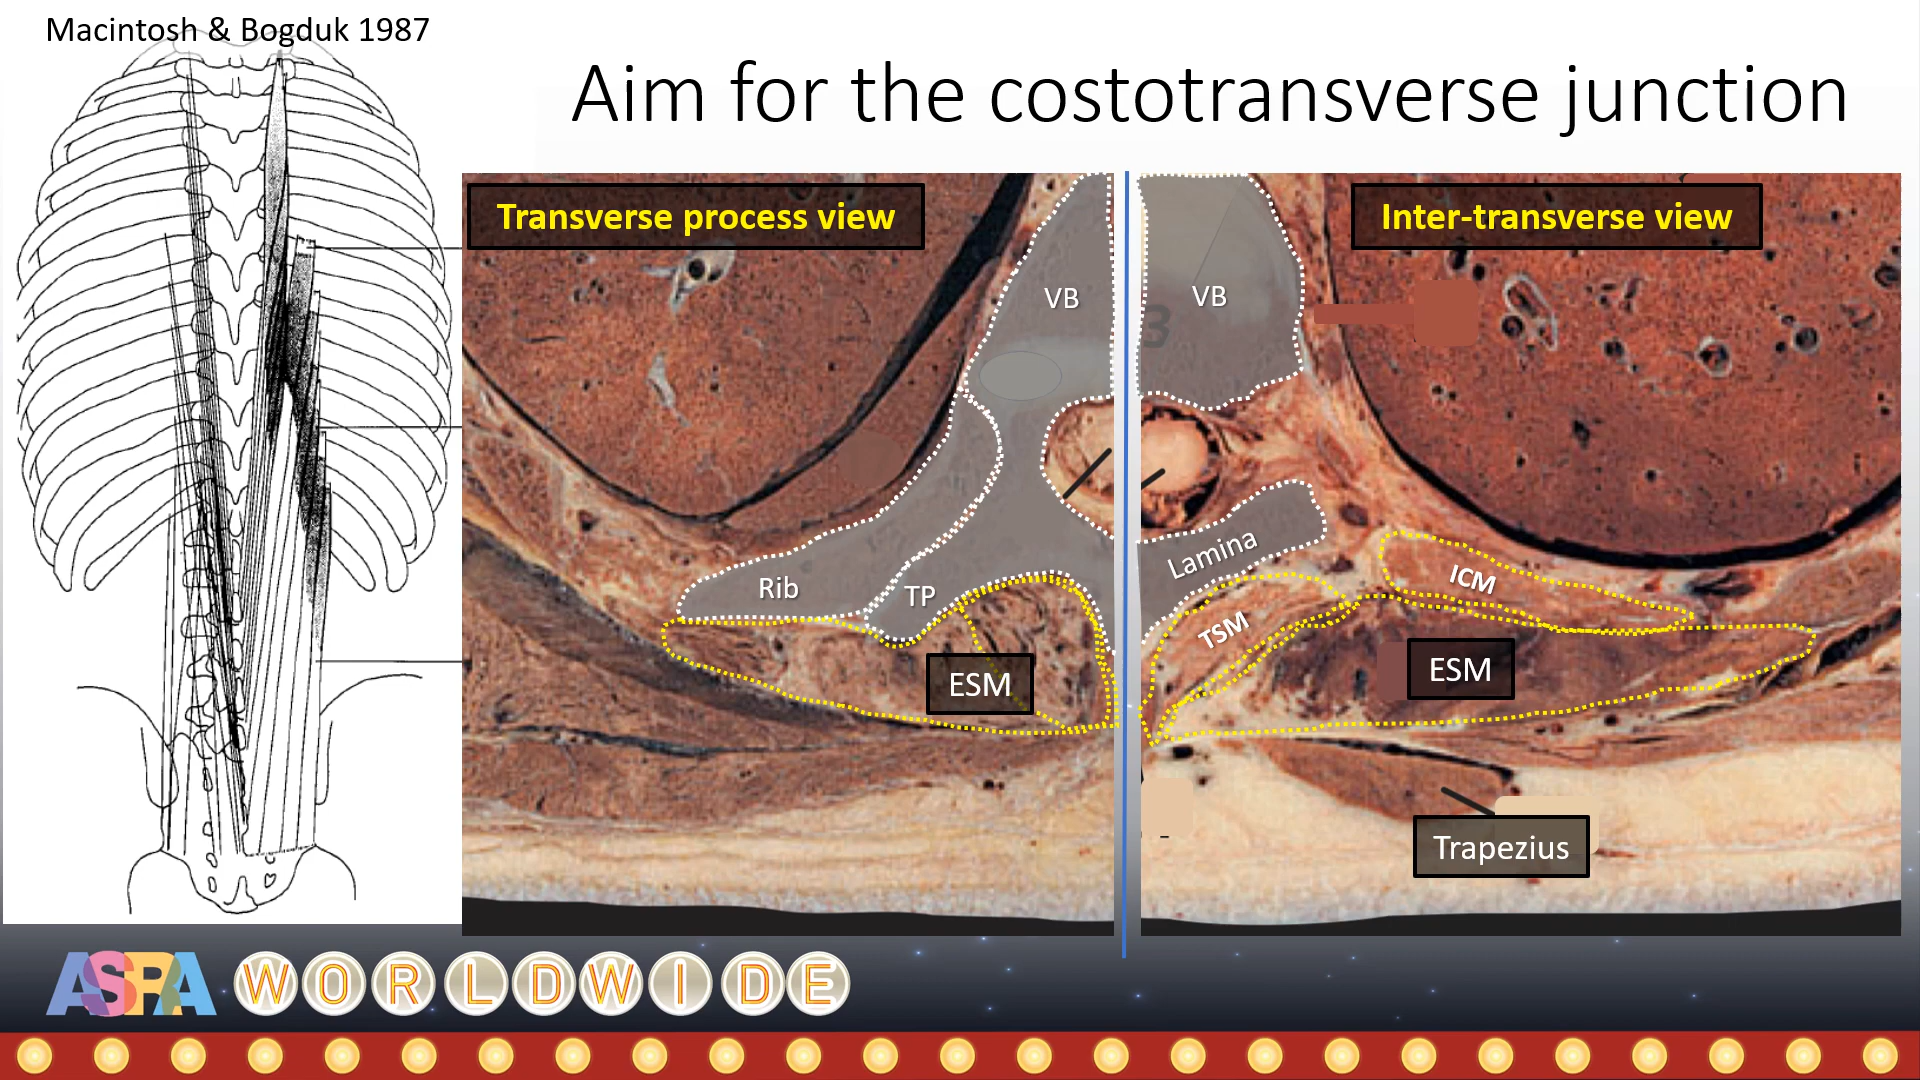 Macintosh & Bogduk 1987
Aim for the costotransverse junction
Transverse process view
Inter-transverse view
VB
VB
3
Lamina
Rib
TP
ICM
TSM
ESM
ESM
Trapezius
ASRA WORLDWIDE